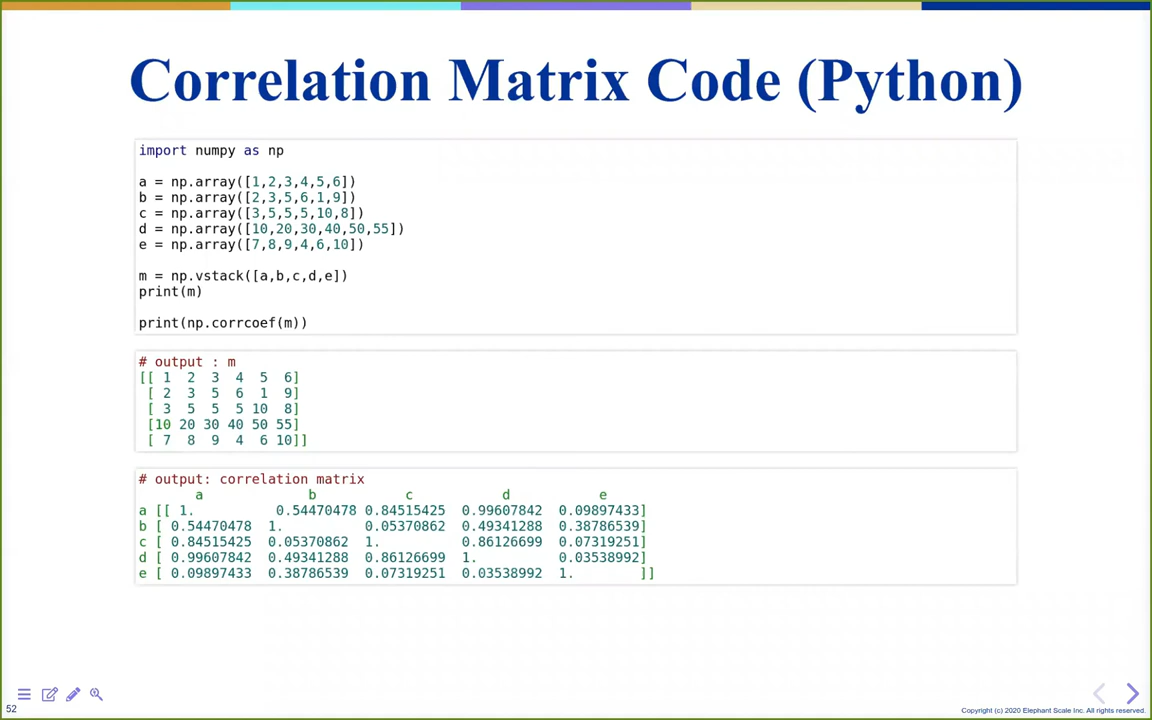 Correlation Matrix Code (Python)
import numpy as np
a = np.array([1,2,3,4,5,6])
b = np.array([2,3,5,6,1,9])
c = np.array([3,5,5,5,10,8])
d = np.array([10,20,30,40,50,55])
e = np.array([7,8,9,4,6,10])
m = np.vstack([a,b,c,d,e])
print(m)
print(np.corrcoef(m))
# output : m
[[ 1  2  3  4  5  6]
 [ 2  3  5  6  1  9]
 [ 3  5  5  5 10  8]
 [10 20 30 40 50 55]
 [ 7  8  9  4  6 10]]
# output: correlation matrix
       a             b           c           d           e
a [[ 1.          0.54470478 0.84515425  0.99607842  0.09897433]
b [ 0.54470478  1.          0.05370862  0.49341288  0.38786539]
c [ 0.84515425  0.05370862  1.          0.86126699  0.07319251]
d [ 0.99607842  0.49341288  0.86126699  1.          0.03538992]
e [ 0.09897433  0.38786539  0.07319251  0.03538992  1.        ]]
52
Copyright (c) 2020 Elephant Scale Inc. All rights reserved.